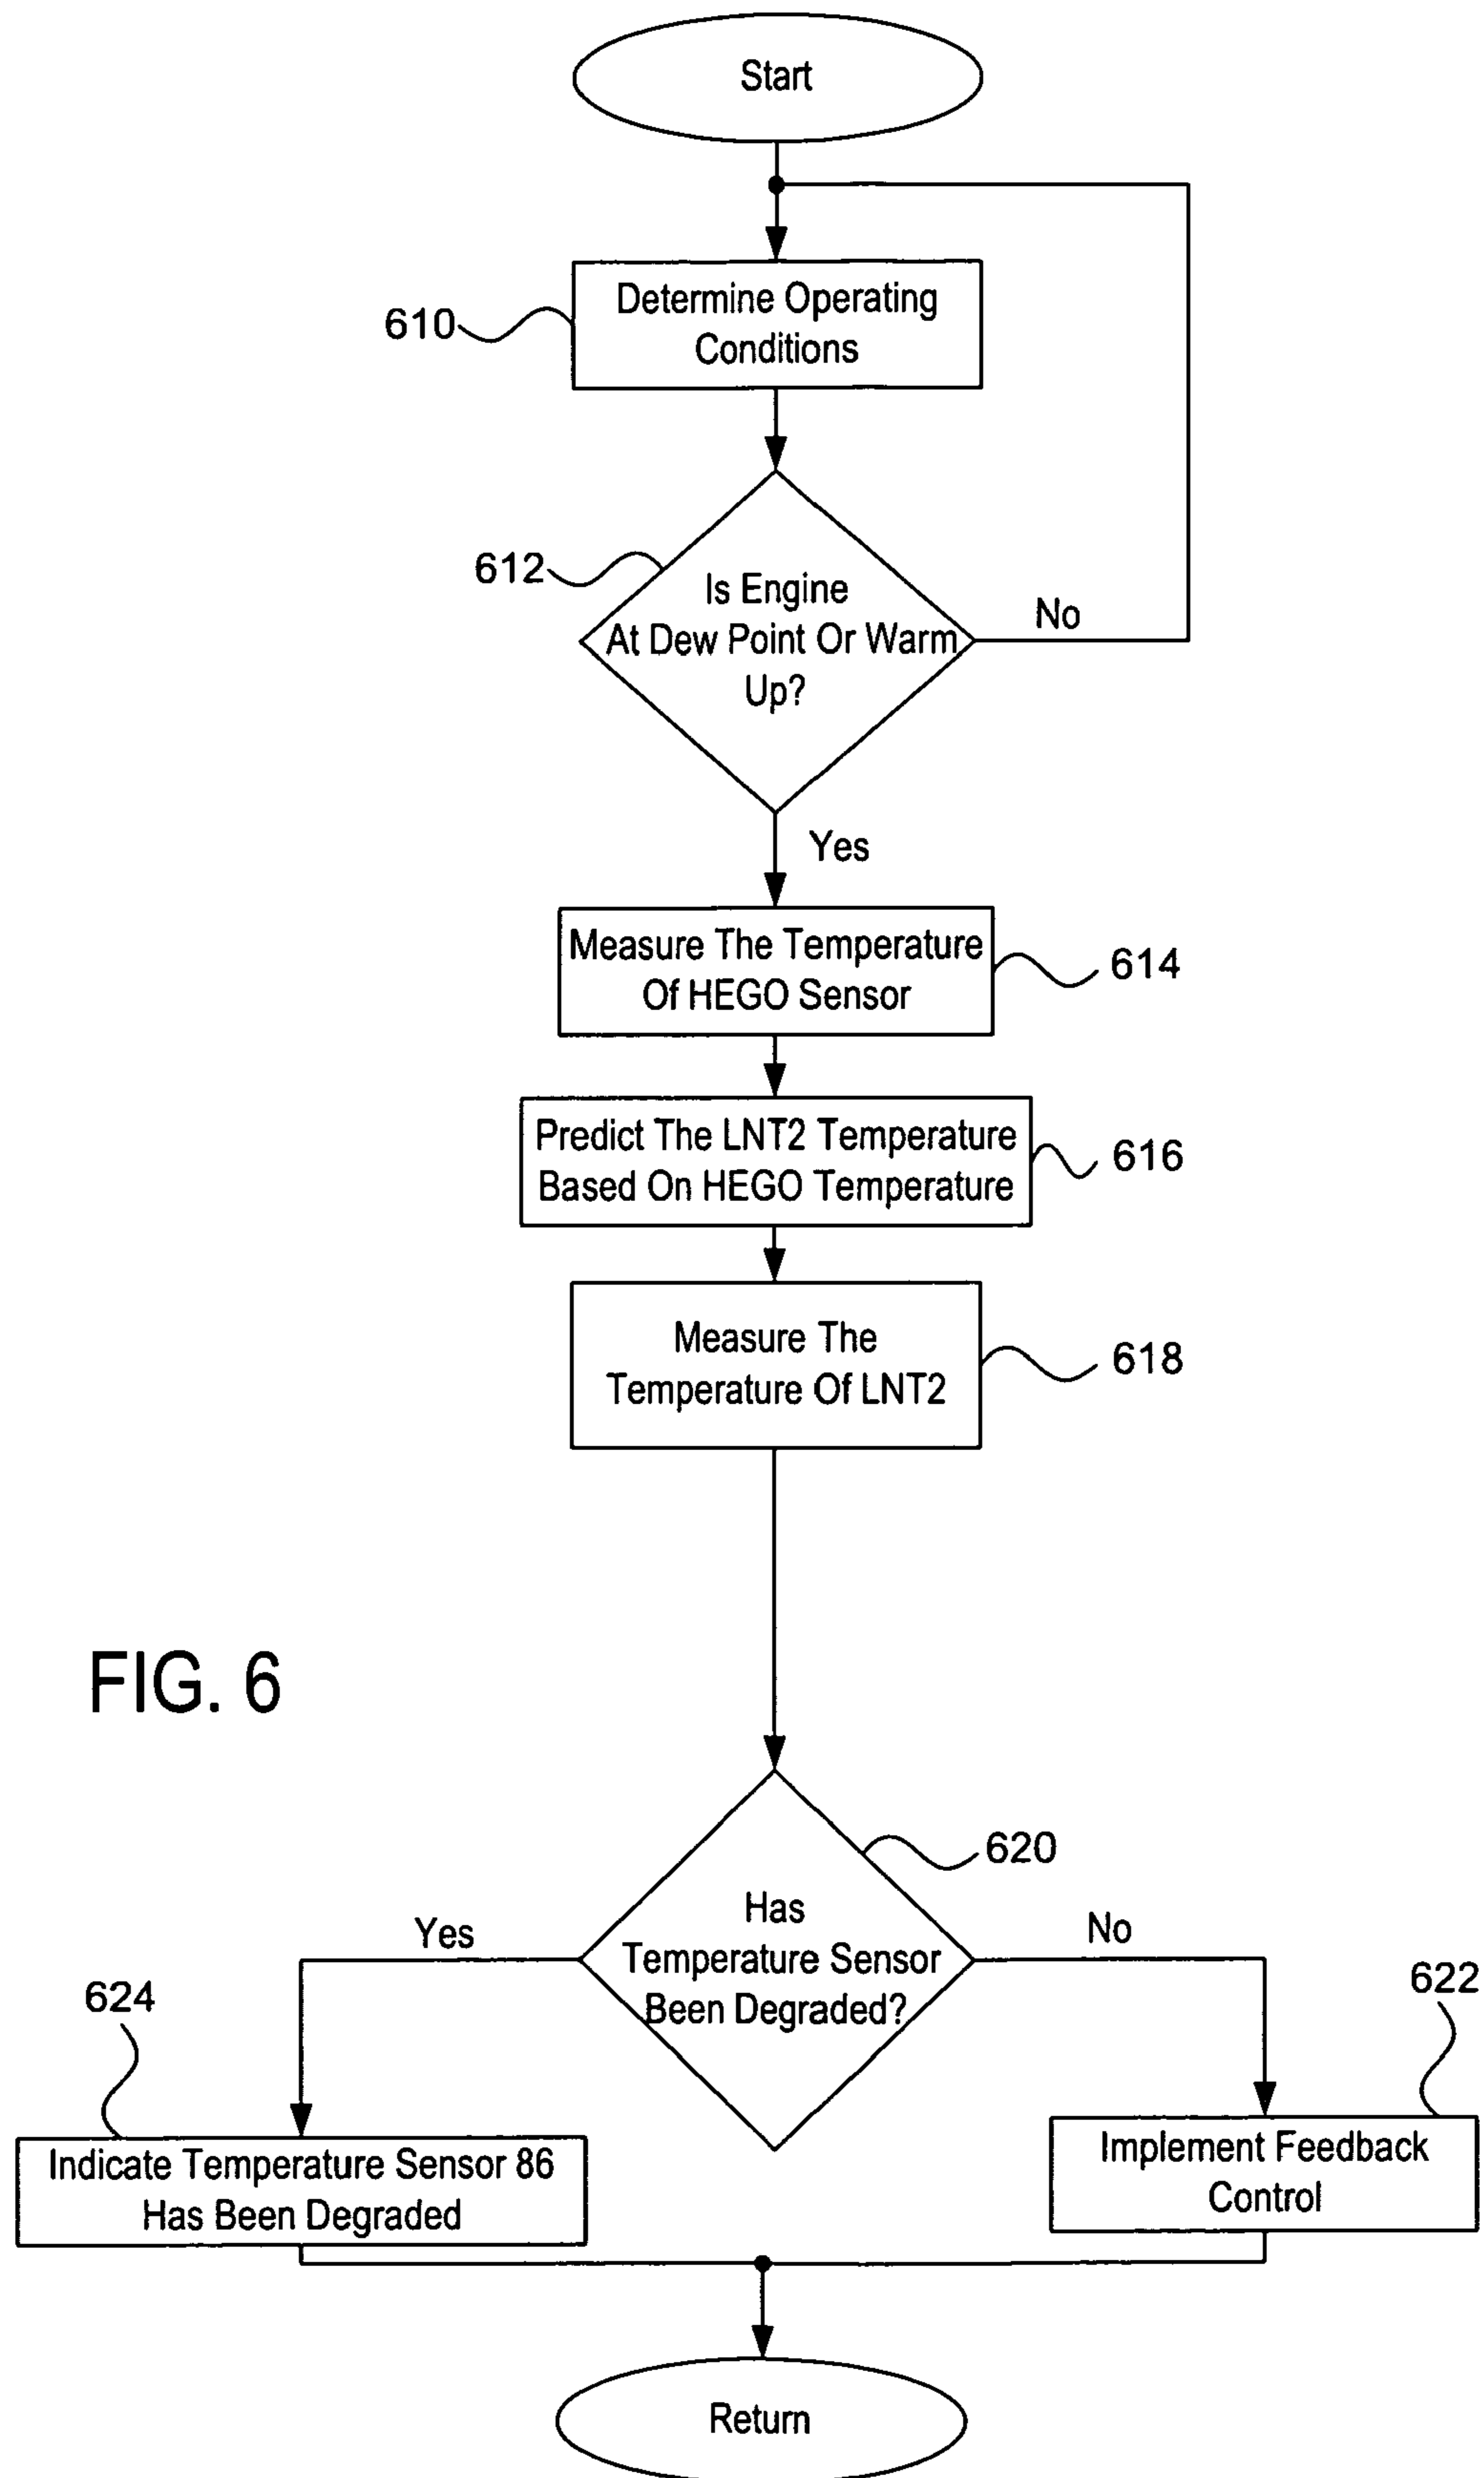 Start
610
Determine Operating
Conditions
612
Is Engine
At Dew Point Or Warm
Up?
No
Yes
Measure The Temperature
Of HEGO Sensor
614
Predict The LNT2 Temperature
Based On HEGO Temperature
616
Measure The
Temperature Of LNT2
618
FIG. 6
620
Has
Temperature Sensor
Been Degraded?
Yes
No
624
622
Indicate Temperature Sensor 86
Has Been Degraded
Implement Feedback
Control
Return